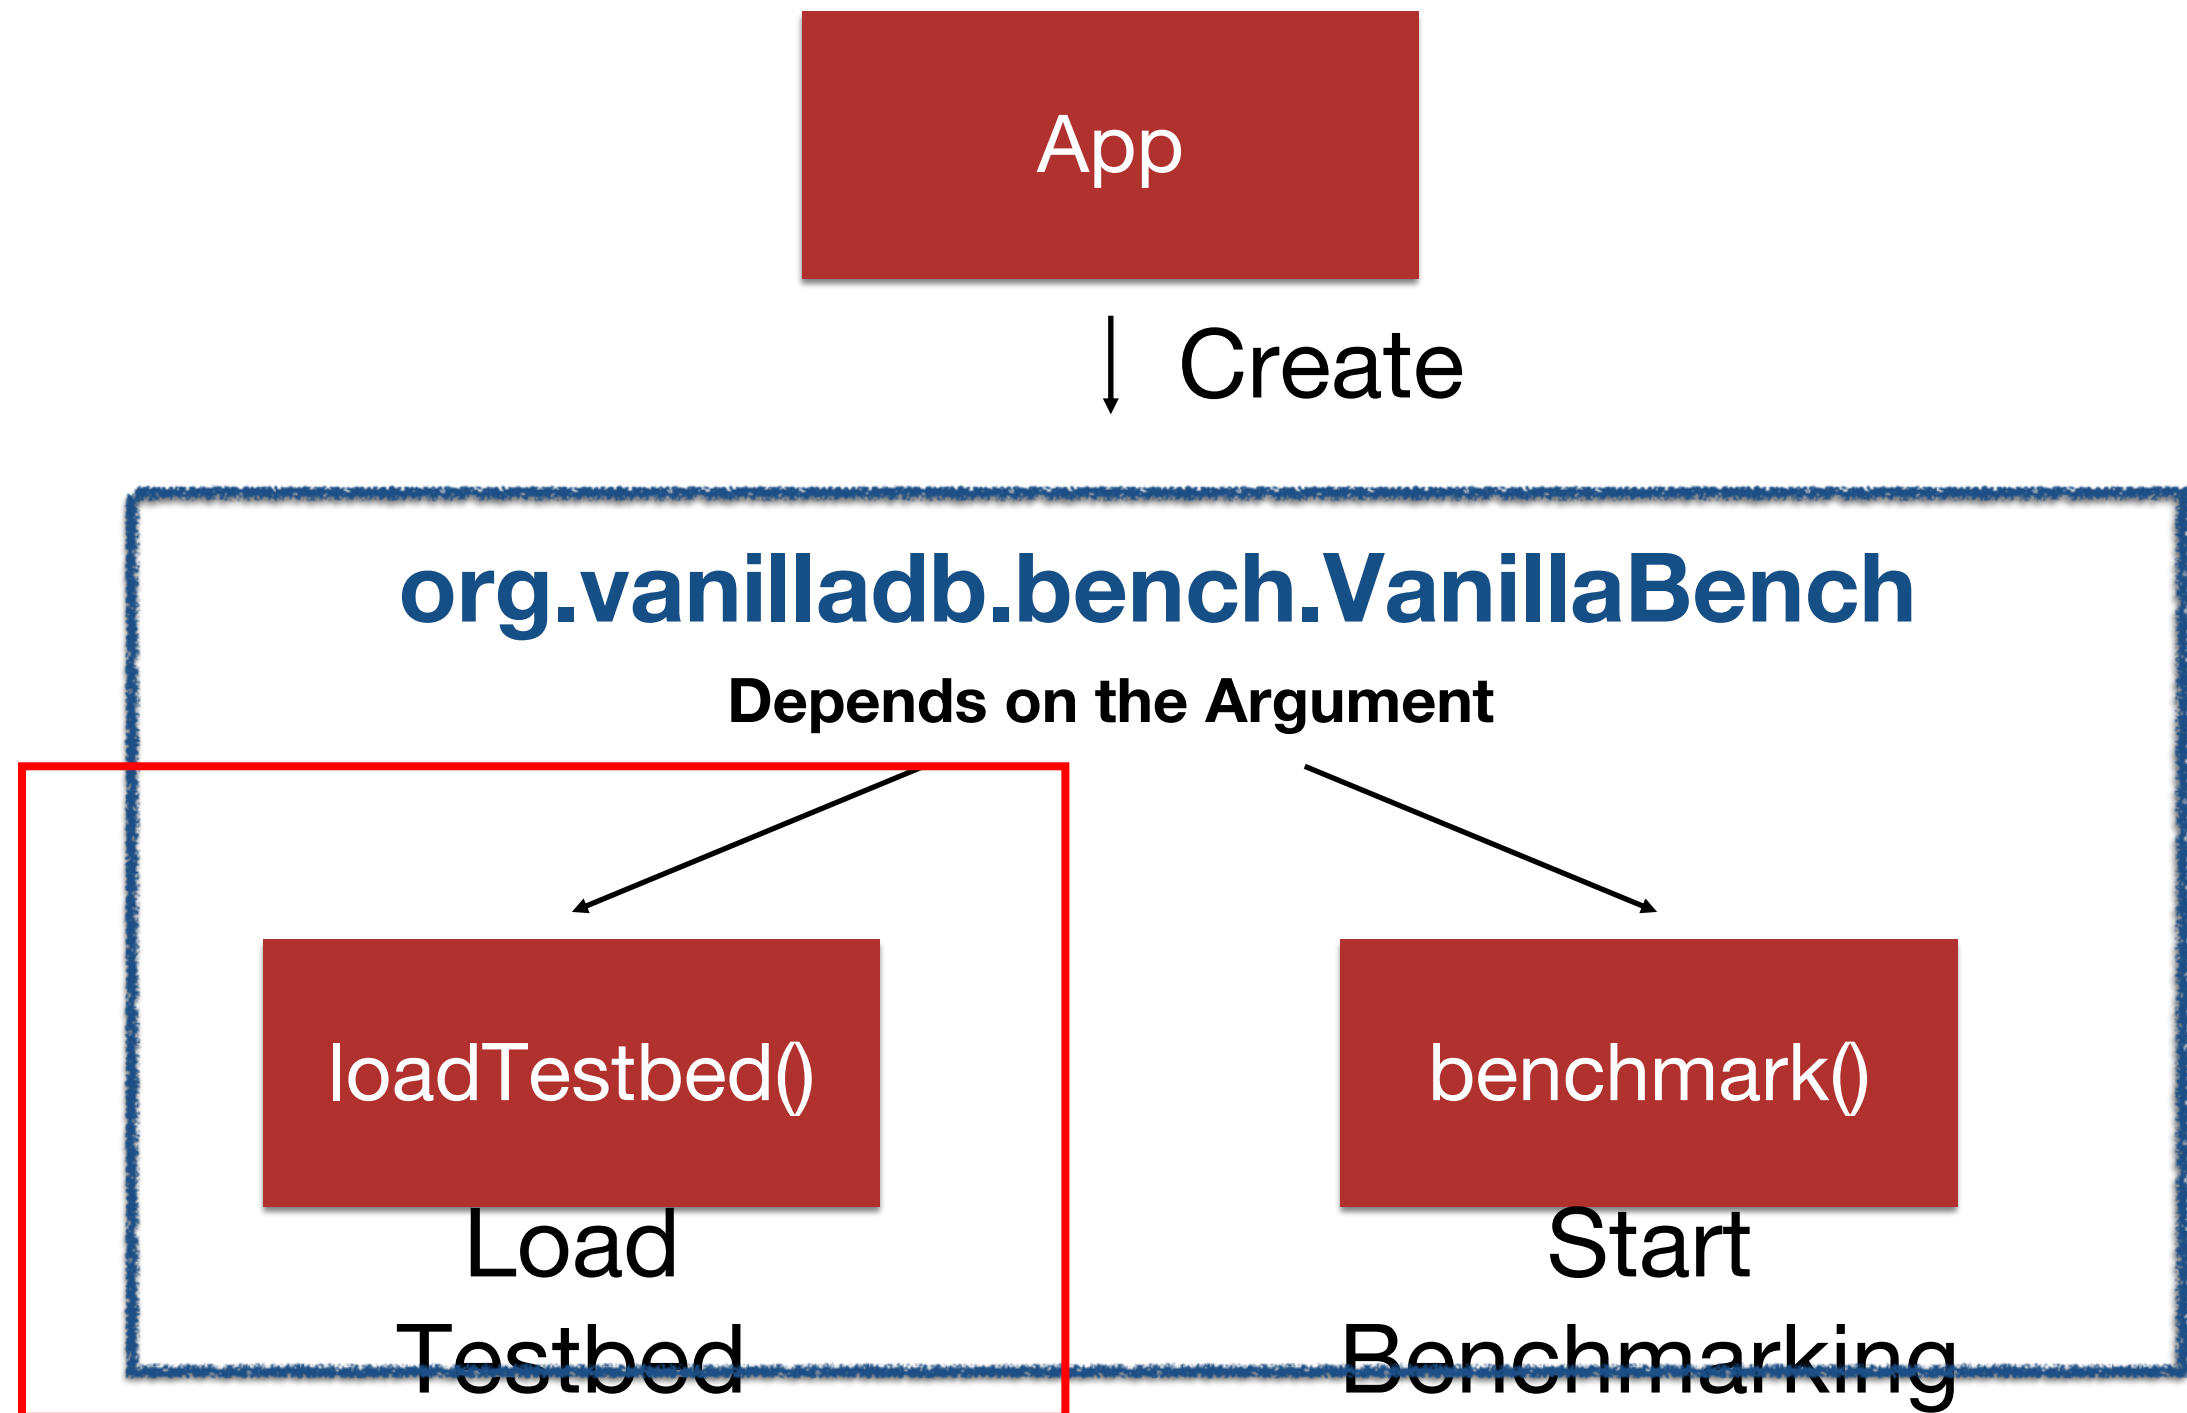 App
Create
org.vanilladb.bench.VanillaBench
Depends on the Argument
loadTestbed()
benchmark()
Load
Testbed
Start
Benchmarking